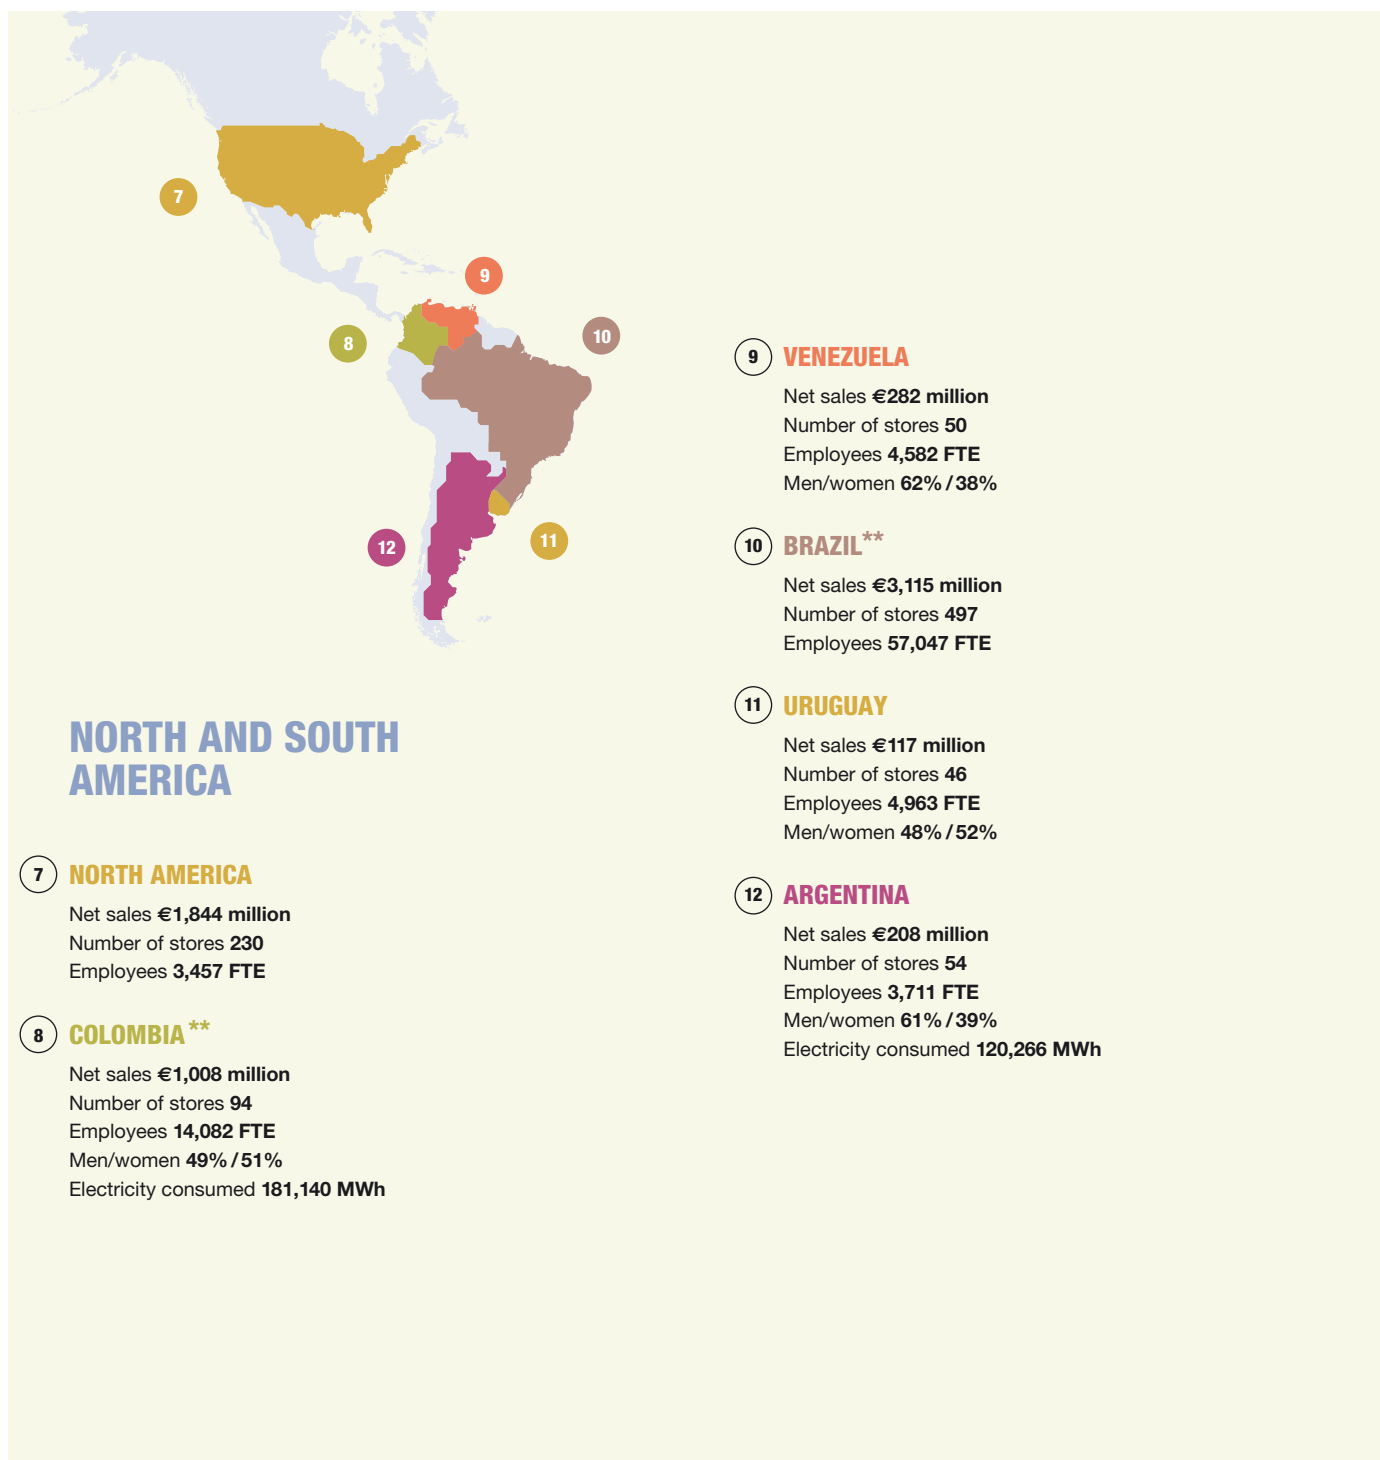 7
9
8
10
12
11
NORTH AND SOUTH
AMERICA
7 NORTH AMERICA
Net sales €1,844 million
Number of stores 230
Employees 3,457 FTE
8 COLOMBIA**
Net sales €1,008 million
Number of stores 94
Employees 14,082 FTE
Men/women 49% / 51%
Electricity consumed 181,140 MWh
9 VENEZUELA
Net sales €282 million
Number of stores 50
Employees 4,582 FTE
Men/women 62% / 38%
10 BRAZIL**
Net sales €3,115 million
Number of stores 497
Employees 57,047 FTE
11 URUGUAY
Net sales €117 million
Number of stores 46
Employees 4,963 FTE
Men/women 48% / 52%
12 ARGENTINA
Net sales €208 million
Number of stores 54
Employees 3,711 FTE
Men/women 61% / 39%
Electricity consumed 120,266 MWh